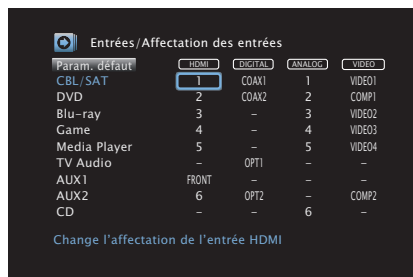 Entrées/Affectation des entrées
Param. défaut HDMI DIGITAL ANALOG VIDEO
CBL/SAT 1 COAX1 1 VIDEO1
DVD 2 COAX2 2 COMP1
Blu-ray 3 – 3 VIDEO2
Game 4 – 4 VIDEO3
Media Player 5 – 5 VIDEO4
TV Audio – OPT1 – –
AUX1 FRONT – – –
AUX2 6 OPT2 – COMP2
CD – – 6 –
Change l'affectation de l'entrée HDMI